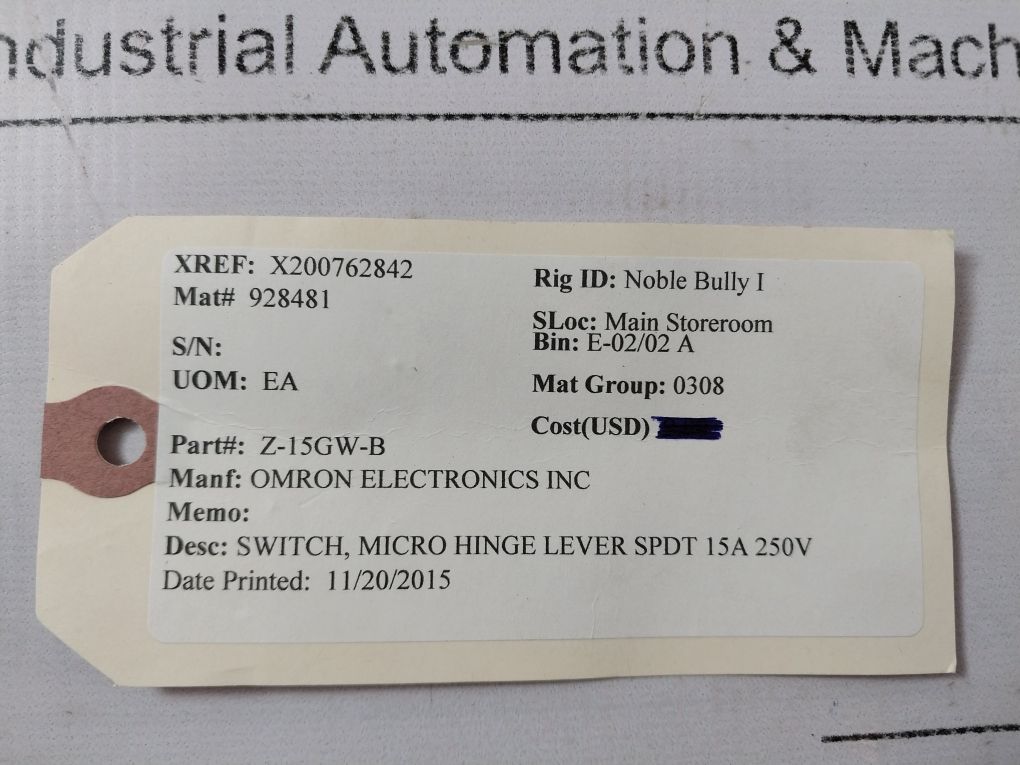 ndustrial Automation & Mach
XREF: X200762842
Mat# 928481
S/N:
UOM: EA
Part#: Z-15GW-B
Manf: OMRON ELECTRONICS INC
Memo:
Desc: SWITCH, MICRO HINGE LEVER SPDT 15A 250V
Date Printed: 11/20/2015
Rig ID: Noble Bully I
SLoc: Main Storeroom
Bin: E-02/02 A
Mat Group: 0308
Cost(USD)